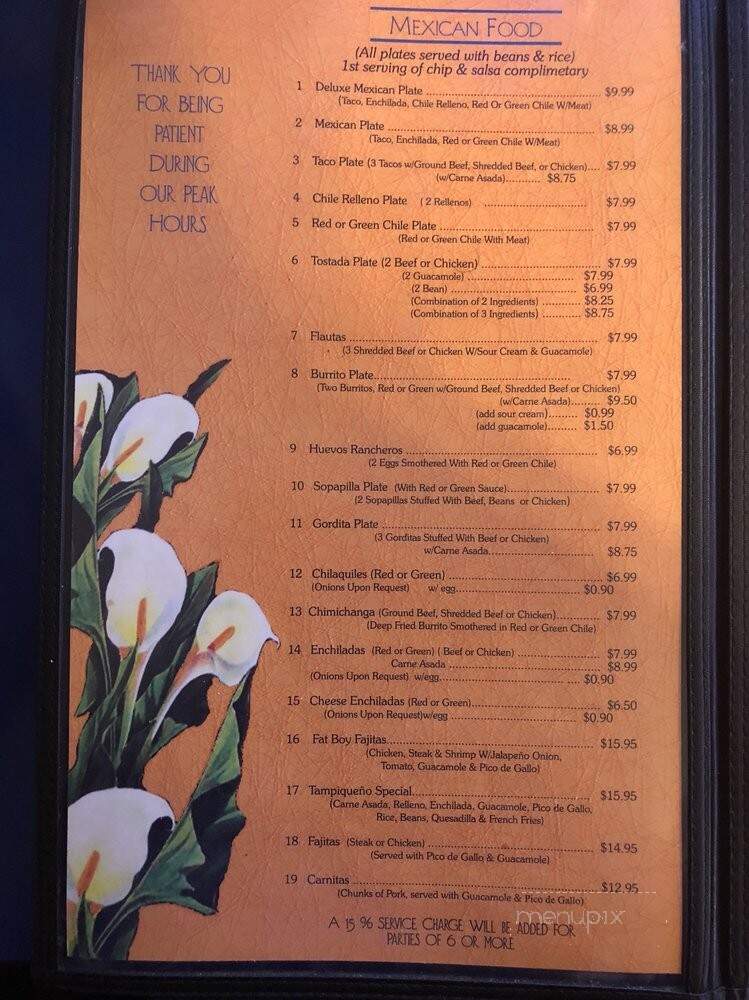 THANK YOU
FOR BEING
PATIENT
DURING
OUR PEAK
HOURS
MEXICAN FOOD
(All plates served with beans & rice)
1st serving of chip & salsa complimetary
1 Deluxe Mexican Plate $9.99
(Taco, Enchilada, Chile Relleno, Red Or Green Chile W/Meat)
2 Mexican Plate $8.99
(Taco, Enchilada, Red or Green Chile W/Meat)
3 Taco Plate (3 Tacos w/Ground Beef, Shredded Beef, or Chicken).... $7.99
(w/Carne Asada).......... $8.75
4 Chile Relleno Plate (2 Rellenos) $7.99
5 Red or Green Chile Plate $7.99
(Red or Green Chile With Meat)
6 Tostada Plate (2 Beef or Chicken) $7.99
(2 Guacamole) $7.99
(2 Bean) $6.99
(Combination of 2 Ingredients) $8.25
(Combination of 3 Ingredients) $8.75
7 Flautas $7.99
(3 Shredded Beef or Chicken W/Sour Cream & Guacamole)
8 Burrito Plate $7.99
(Two Burritos, Red or Green w/Ground Beef, Shredded Beef or Chicken)
(w/Carne Asada)........ $9.50
(add sour cream)........ $0.99
(add guacamole)........ $1.50
9 Huevos Rancheros $6.99
(2 Eggs Smothered With Red or Green Chile)
10 Sopapilla Plate (With Red or Green Sauce) $7.99
(2 Sopapillas Stuffed With Beef, Beans or Chicken)
11 Gordita Plate $7.99
(3 Gorditas Stuffed With Beef or Chicken)
w/Carne Asada $8.75
12 Chilaquiles (Red or Green) $6.99
(Onions Upon Request) w/ egg $0.90
13 Chimichanga (Ground Beef, Shredded Beef or Chicken) $7.99
(Deep Fried Burrito Smothered in Red or Green Chile)
14 Enchiladas (Red or Green) ( Beef or Chicken) $7.99
Carne Asada $8.99
(Onions Upon Request) w/egg $0.90
15 Cheese Enchiladas (Red or Green) $6.50
(Onions Upon Request)w/egg $0.90
16 Fat Boy Fajitas $15.95
(Chicken, Steak & Shrimp W/Jalapeño Onion,
Tomato, Guacamole & Pico de Gallo)
17 Tampiqueño Special $15.95
(Carne Asada, Relleno, Enchilada, Guacamole, Pico de Gallo,
Rice, Beans, Quesadilla & French Fries)
18 Fajitas (Steak or Chicken) $14.95
(Served with Pico de Gallo & Guacamole)
19 Carnitas $12.95
(Chunks of Pork, served with Guacamole & Pico de Gallo)
menupix
A 15 % SERVICE CHARGE WILL BE ADDED FOR
PARTIES OF 6 OR MORE